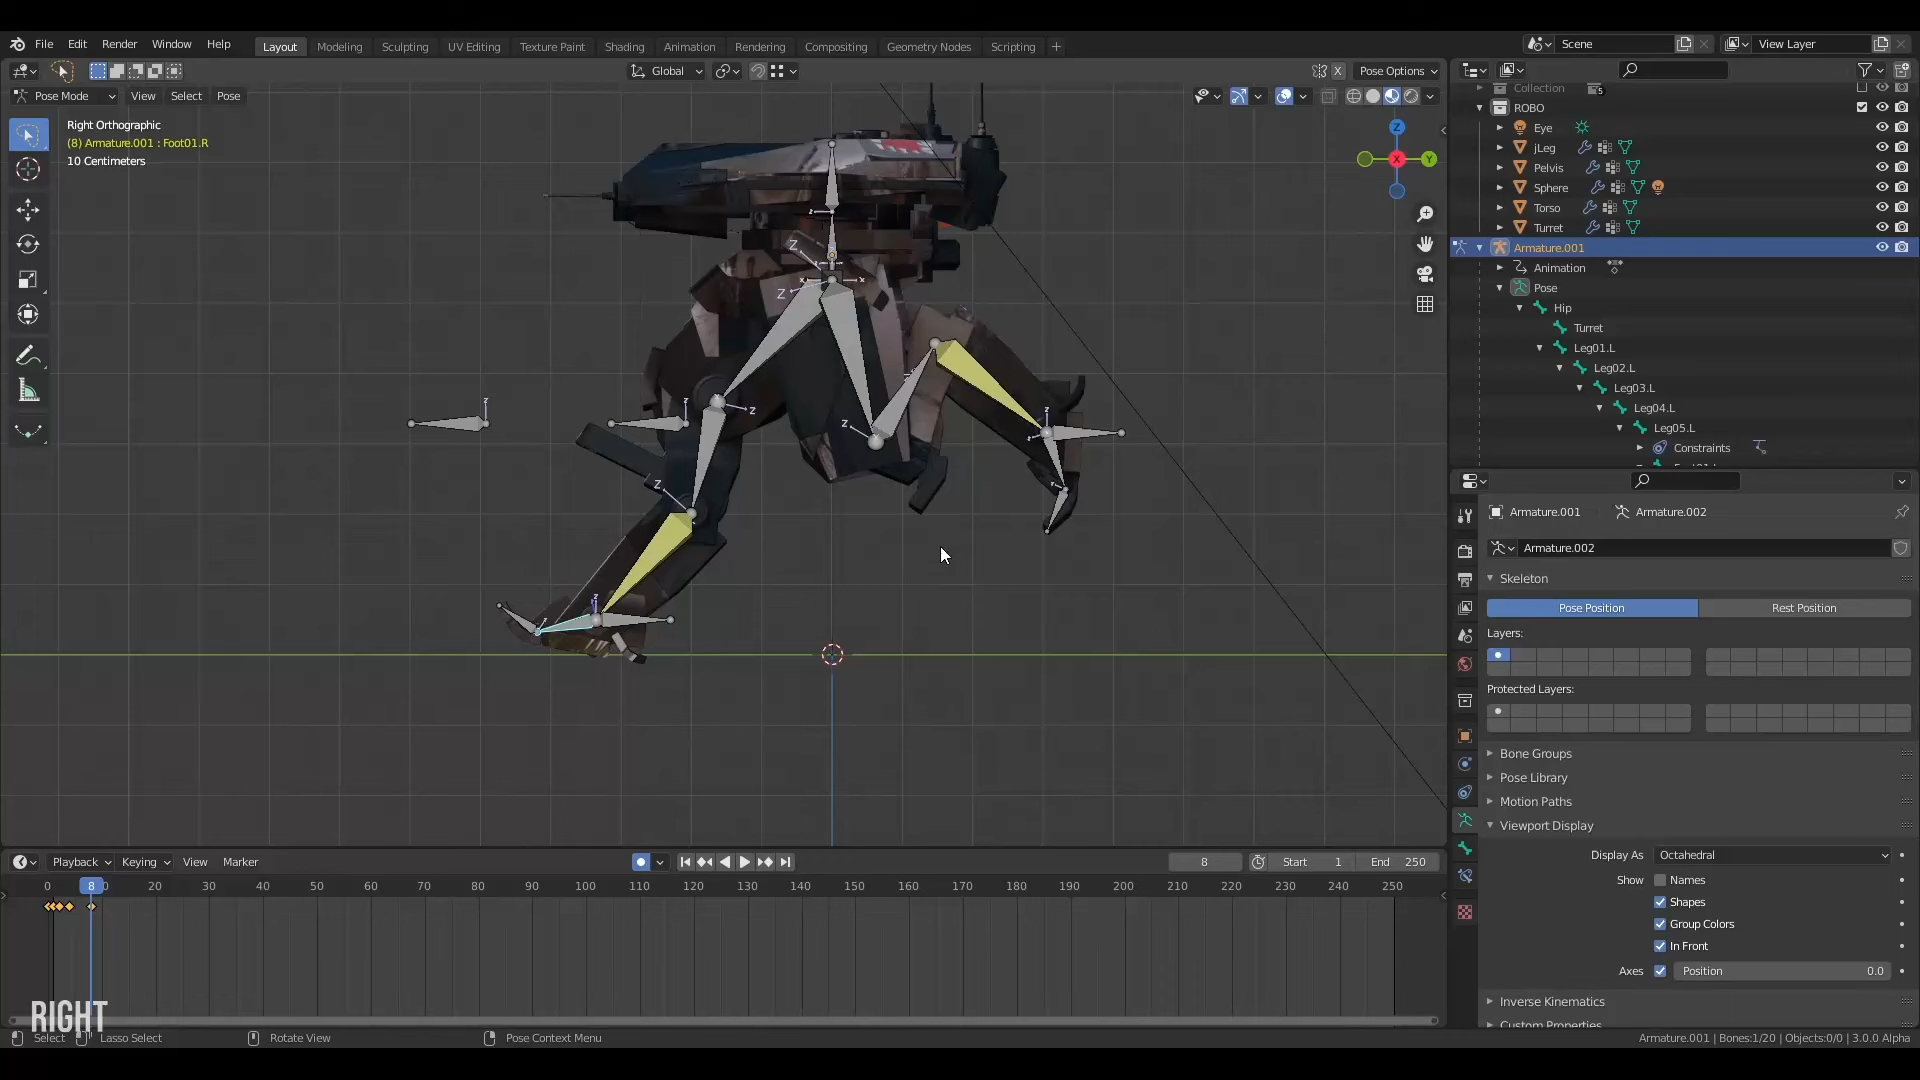 File Edit Render Window Help
Layout Modeling Sculpting UV Editing Texture Paint Shading Animation Rendering Compositing Geometry Nodes Scripting +
Scene
View Layer
Global
X Pose Options
Pose Mode View Select Pose
Right Orthographic
(8) Armature.001 : Foot01.R
10 Centimeters
Z
X
Y
Collection
5
ROBO
Eye
jLeg
Pelvis
Sphere
Torso
Turret
Armature.001
Animation
Pose
Hip
Turret
Leg01.L
Leg02.L
Leg03.L
Leg04.L
Leg05.L
Constraints
Armature.001 Armature.002
Armature.002
Skeleton
Pose Position Rest Position
Layers:
Protected Layers:
Bone Groups
Pose Library
Motion Paths
Viewport Display
Display As Octahedral
Show Names
Shapes
Group Colors
In Front
Axes Position 0.0
Inverse Kinematics
Custom Properties
Playback Keying View Marker
8 Start 1 End 250
0 8 20 30 40 50 60 70 80 90 100 110 120 130 140 150 160 170 180 190 200 210 220 230 240 250
RIGHT
Select Lasso Select Rotate View Pose Context Menu
Armature.001 | Bones:1/20 | Objects:0/0 | 3.0.0 Alpha